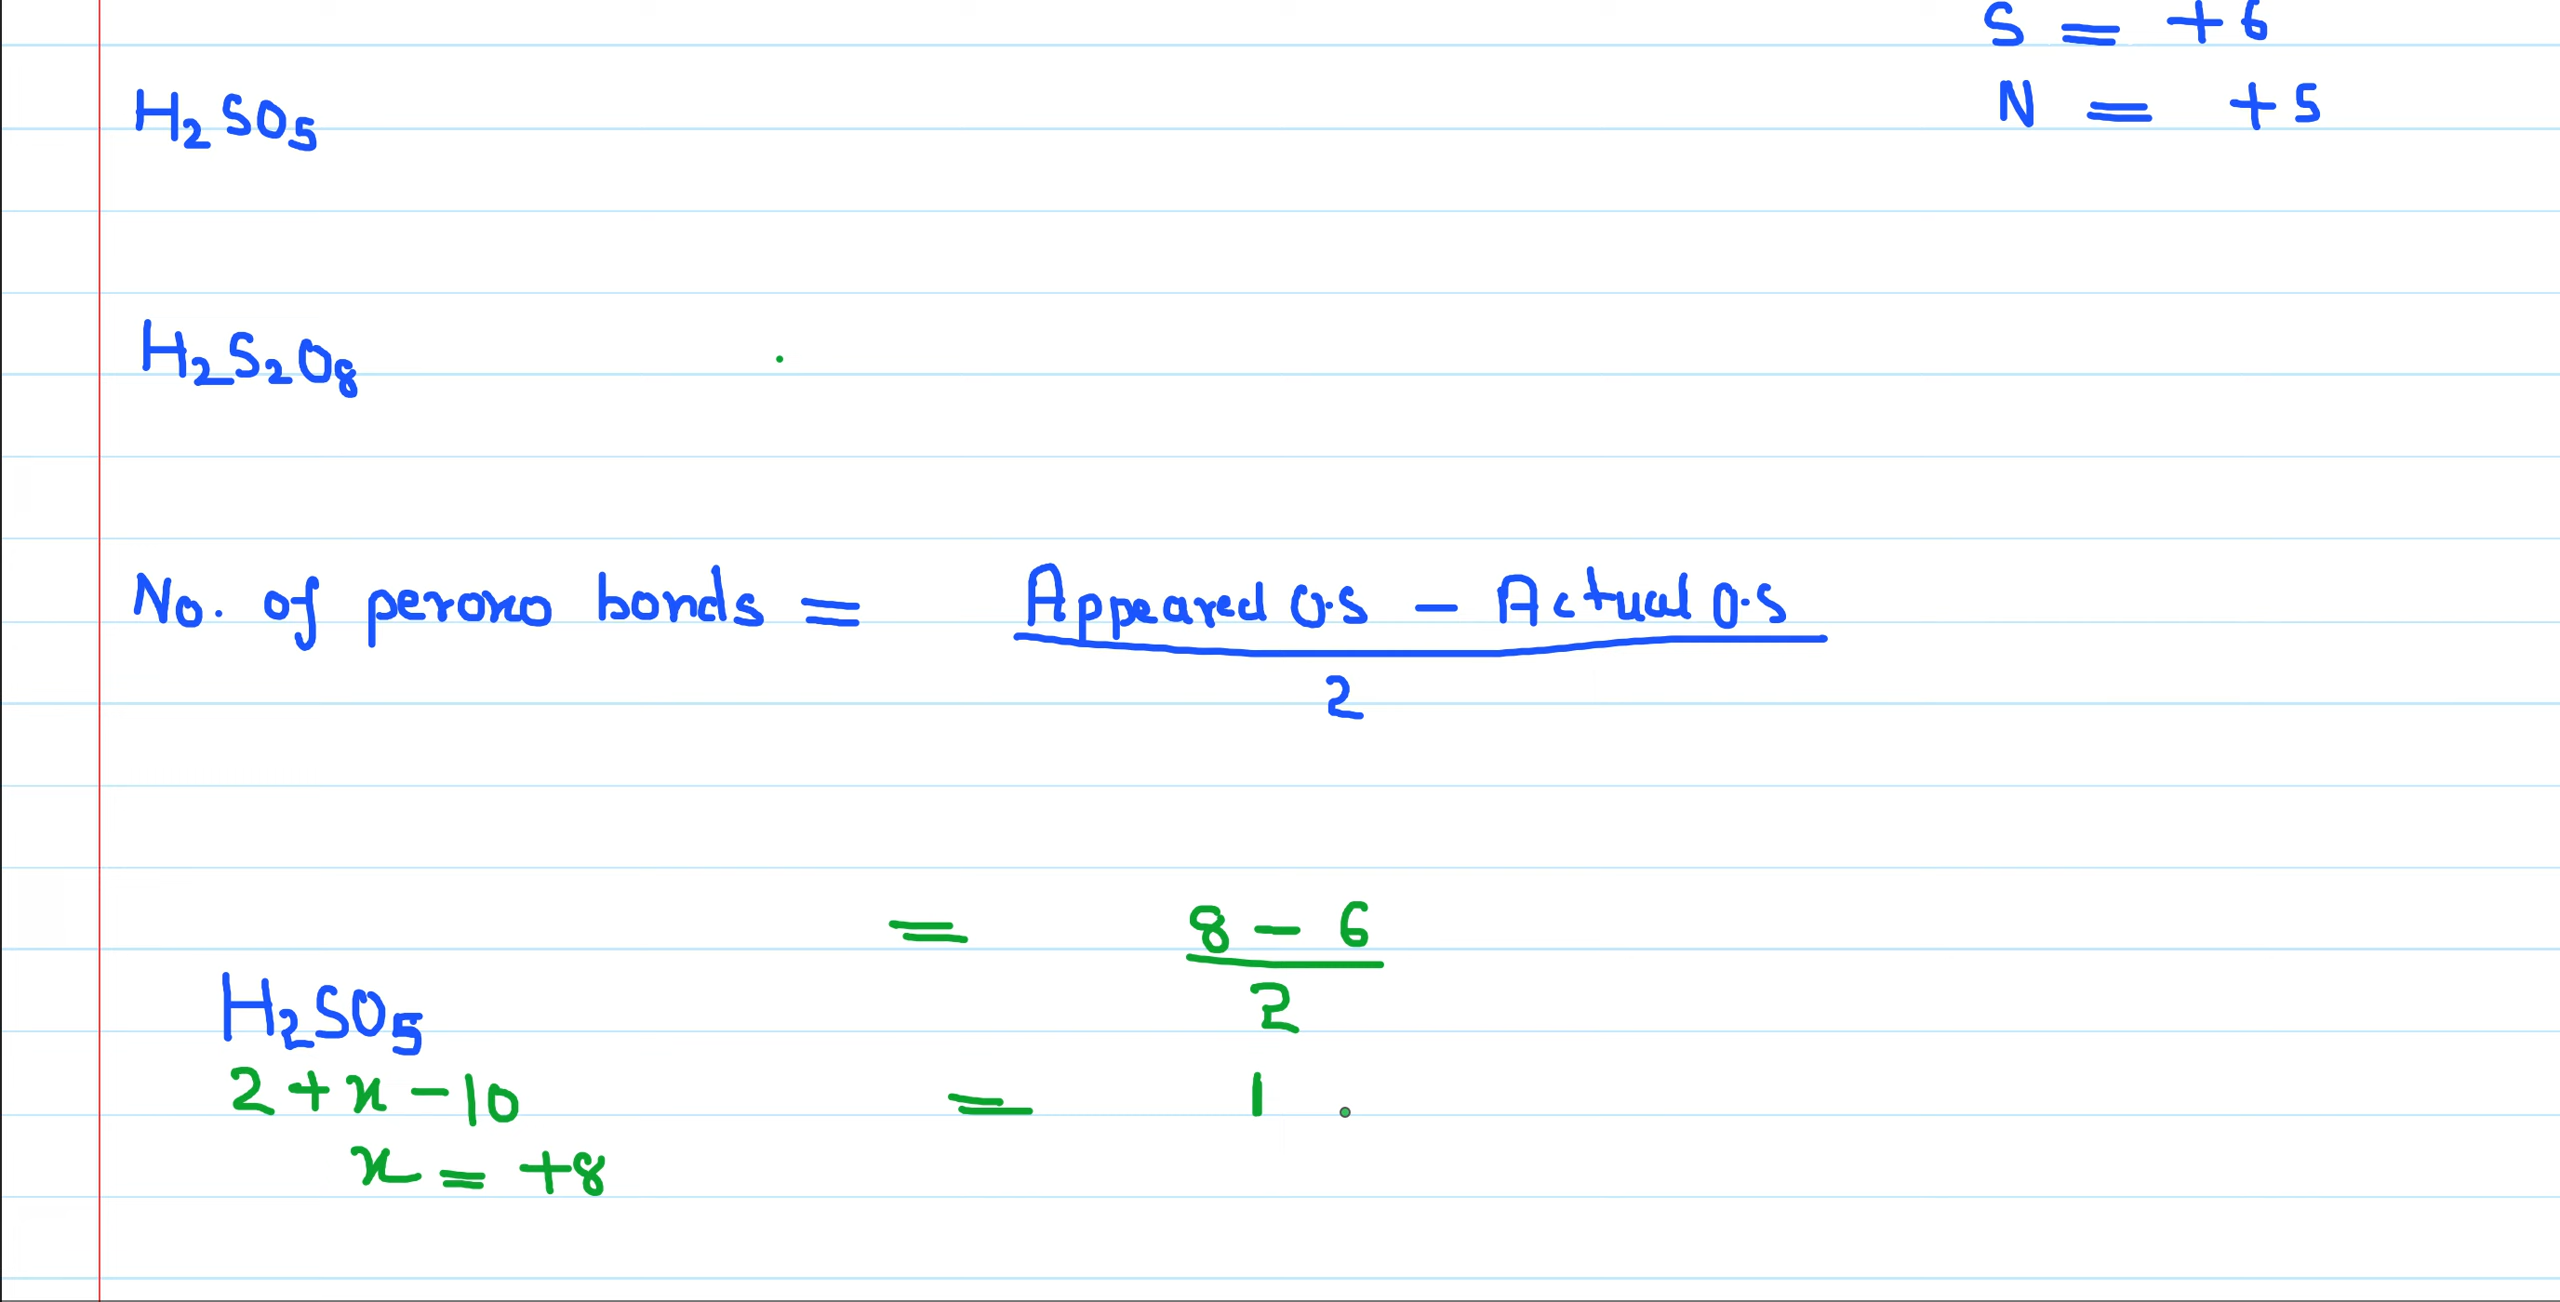 S = +6
N = +5
H₂SO₅
H₂S₂O₈
No. of peroxo bonds = Appeared O.S – Actual O.S
2
= 8 – 6
2
H₂SO₅
2 + x – 10 = 1
x = +8